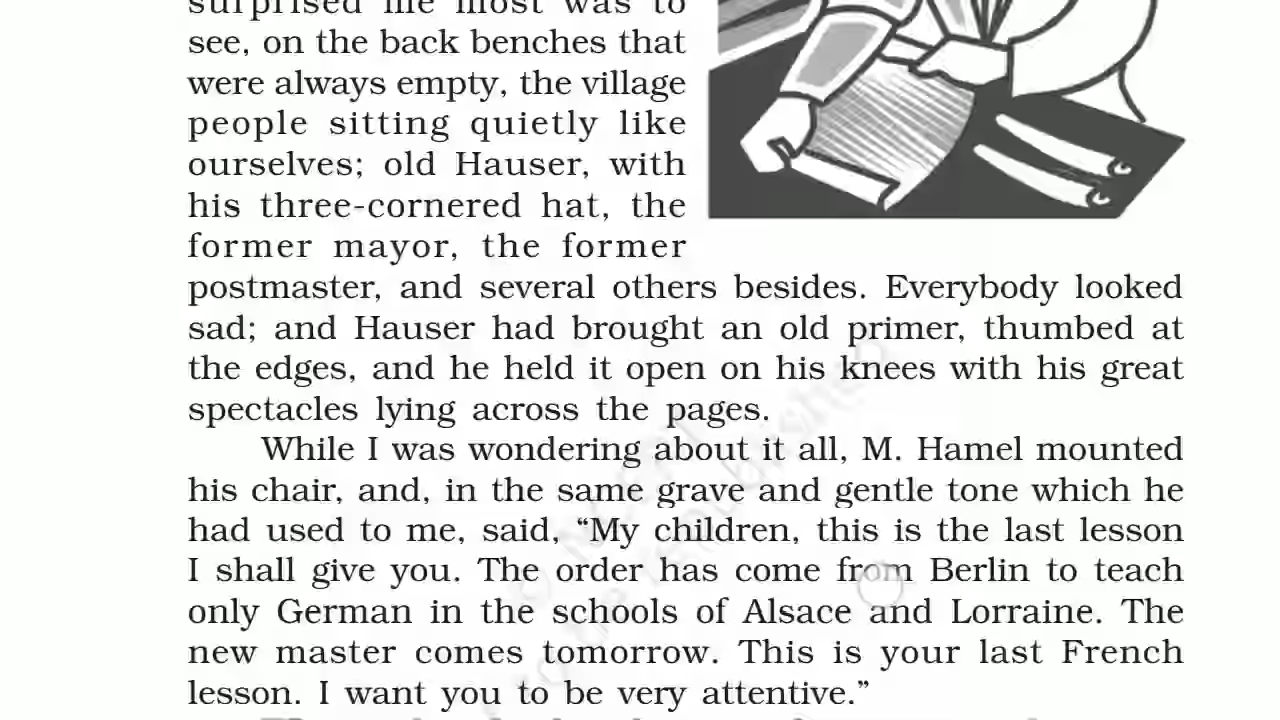 surprised me most was to
see, on the back benches that
were always empty, the village
people sitting quietly like
ourselves; old Hauser, with
his three-cornered hat, the
former mayor, the former
postmaster, and several others besides. Everybody looked
sad; and Hauser had brought an old primer, thumbed at
the edges, and he held it open on his knees with his great
spectacles lying across the pages.
While I was wondering about it all, M. Hamel mounted
his chair, and, in the same grave and gentle tone which he
had used to me, said, “My children, this is the last lesson
I shall give you. The order has come from Berlin to teach
only German in the schools of Alsace and Lorraine. The
new master comes tomorrow. This is your last French
lesson. I want you to be very attentive.”